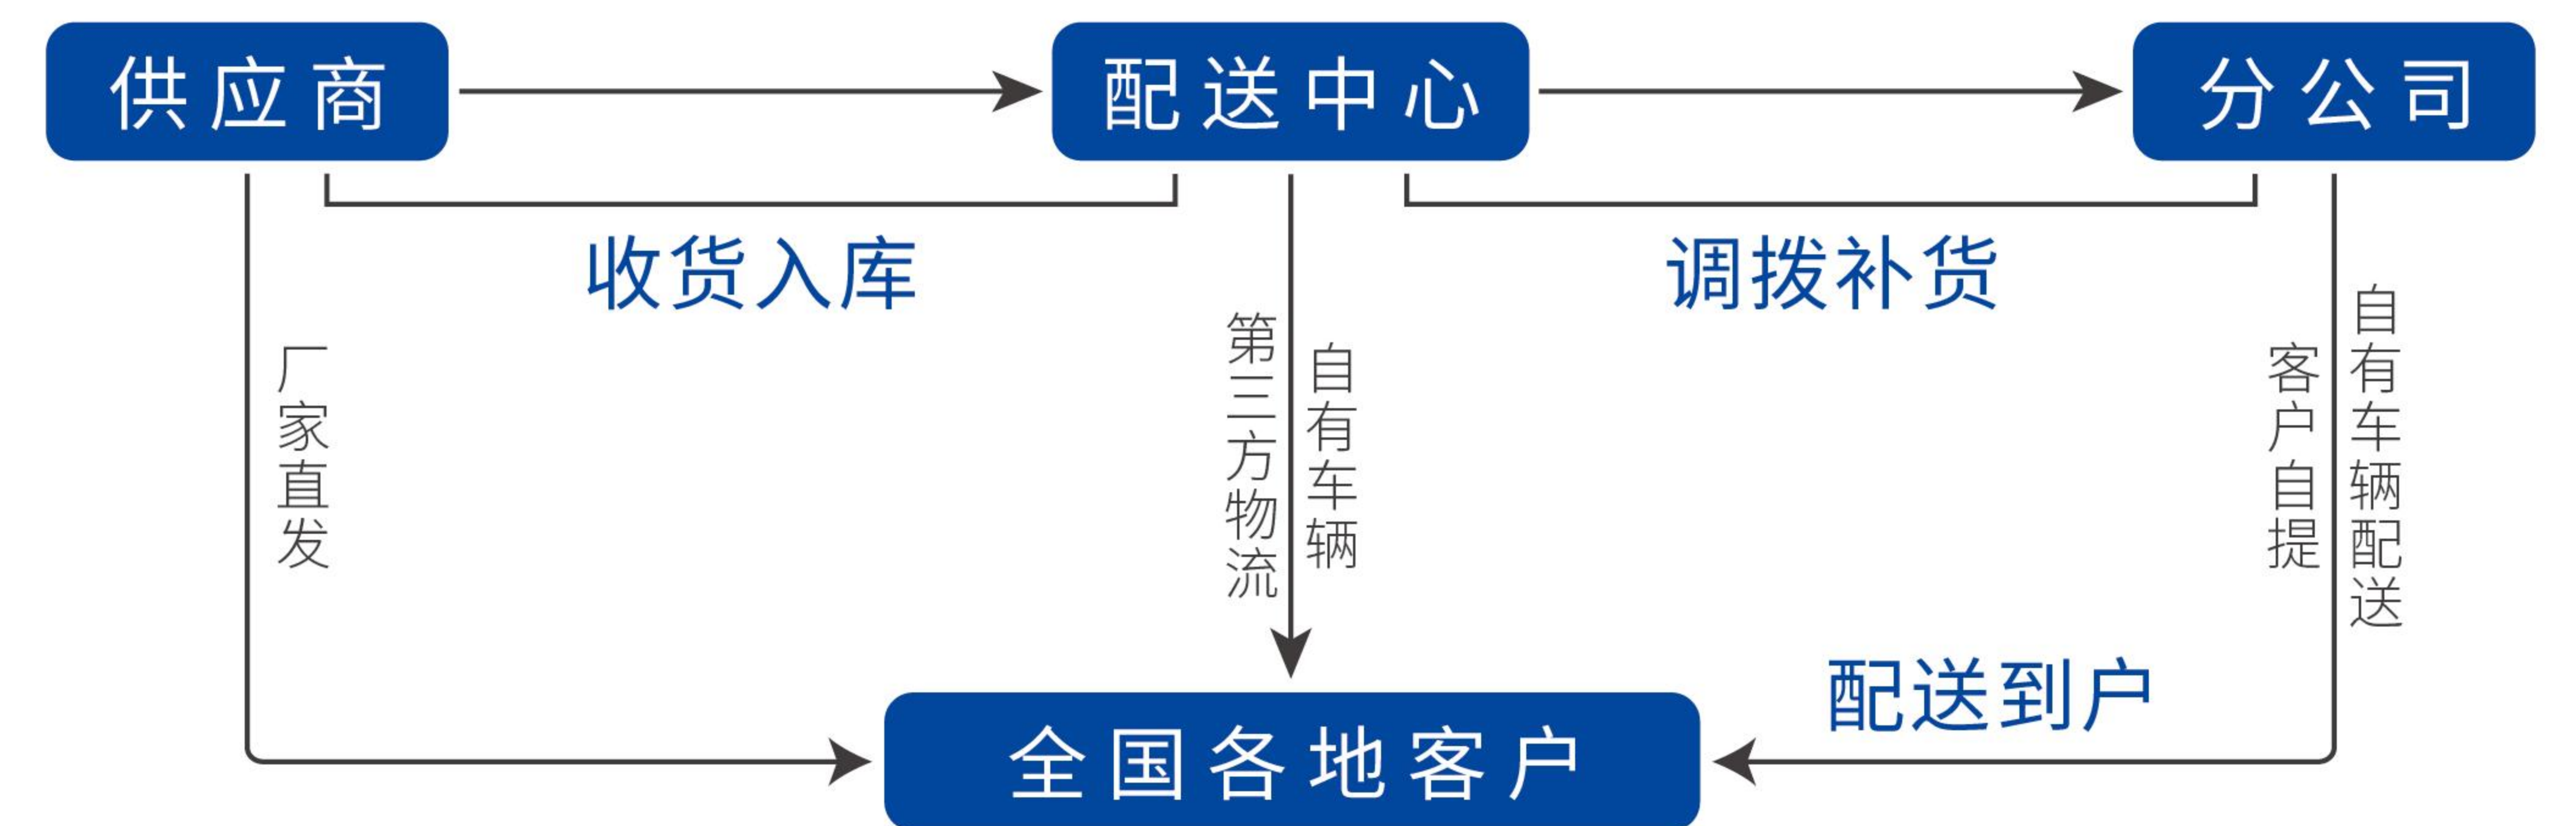 供应商
配送中心
分公司
收货入库
调拨补货
厂家直发
第三方物流
自有车辆
客户自提
自有车辆配送
配送到户
全国各地客户